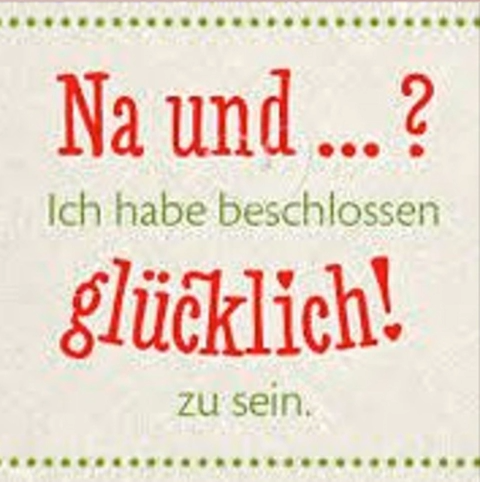 Na und ... ?
Ich habe beschlossen
glücklich!
zu sein.